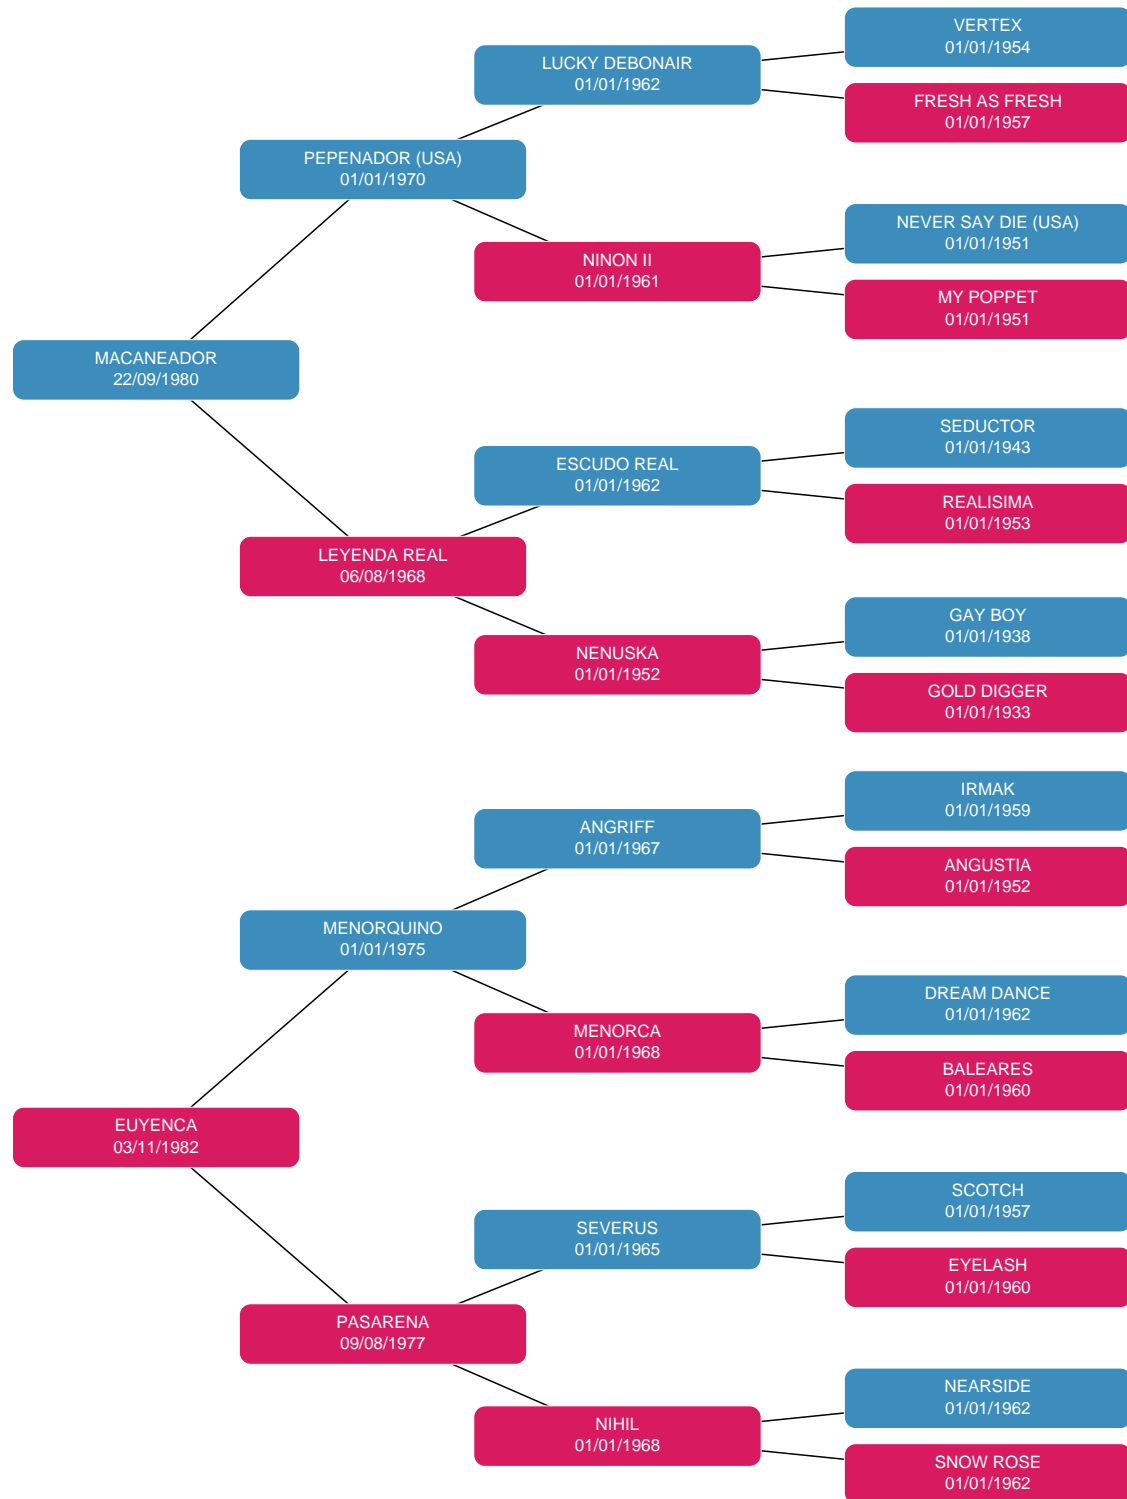 VERTEX
01/01/1954
LUCKY DEBONAIR
01/01/1962
FRESH AS FRESH
01/01/1957
PEPENADOR (USA)
01/01/1970
NEVER SAY DIE (USA)
01/01/1951
NINON II
01/01/1961
MY POPPET
01/01/1951
MACANEADOR
22/09/1980
SEDUCTOR
01/01/1943
ESCUDO REAL
01/01/1962
REALISIMA
01/01/1953
LEYENDA REAL
06/08/1968
GAY BOY
01/01/1938
NENUSKA
01/01/1952
GOLD DIGGER
01/01/1933
IRMAK
01/01/1959
ANGRIFF
01/01/1967
ANGUSTIA
01/01/1952
MENORQUINO
01/01/1975
DREAM DANCE
01/01/1962
MENORCA
01/01/1968
BALEARES
01/01/1960
EUYENCA
03/11/1982
SCOTCH
01/01/1957
SEVERUS
01/01/1965
EYELASH
01/01/1960
PASARENA
09/08/1977
NEARSIDE
01/01/1962
NIHIL
01/01/1968
SNOW ROSE
01/01/1962